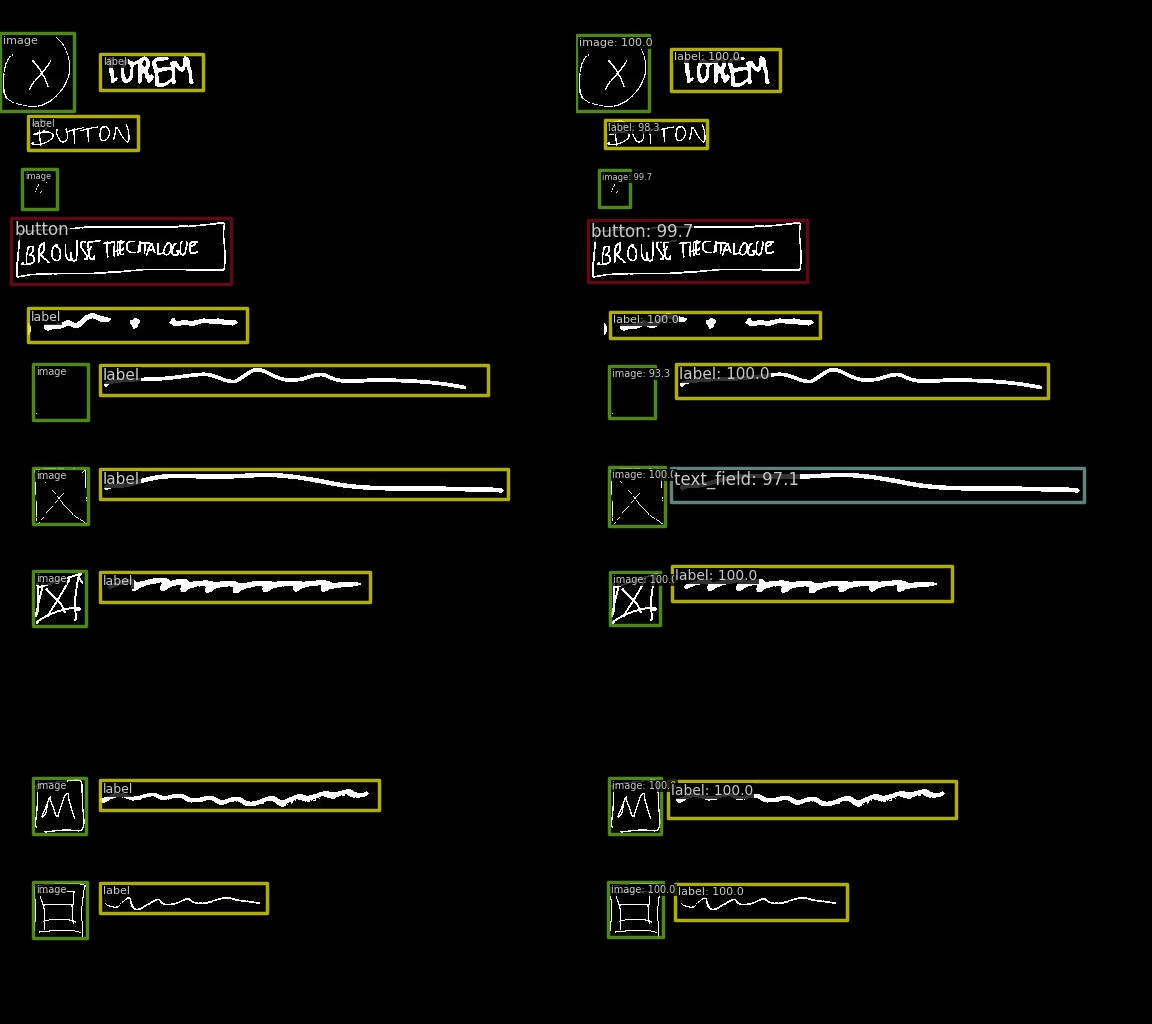 image image: 100.0
label LOREM label: 100.0 LOREM
label BUTTON label: 98.3 BUTTON
image image: 99.7
button button: 99.7
BROWSE THE CATALOGUE BROWSE THE CATALOGUE
label label: 100.0
image label image: 93.3 label: 100.0
image label image: 100.0 text_field: 97.1
image label image: 100.0 label: 100.0
image label image: 100.0 label: 100.0
image label image: 100.0 label: 100.0